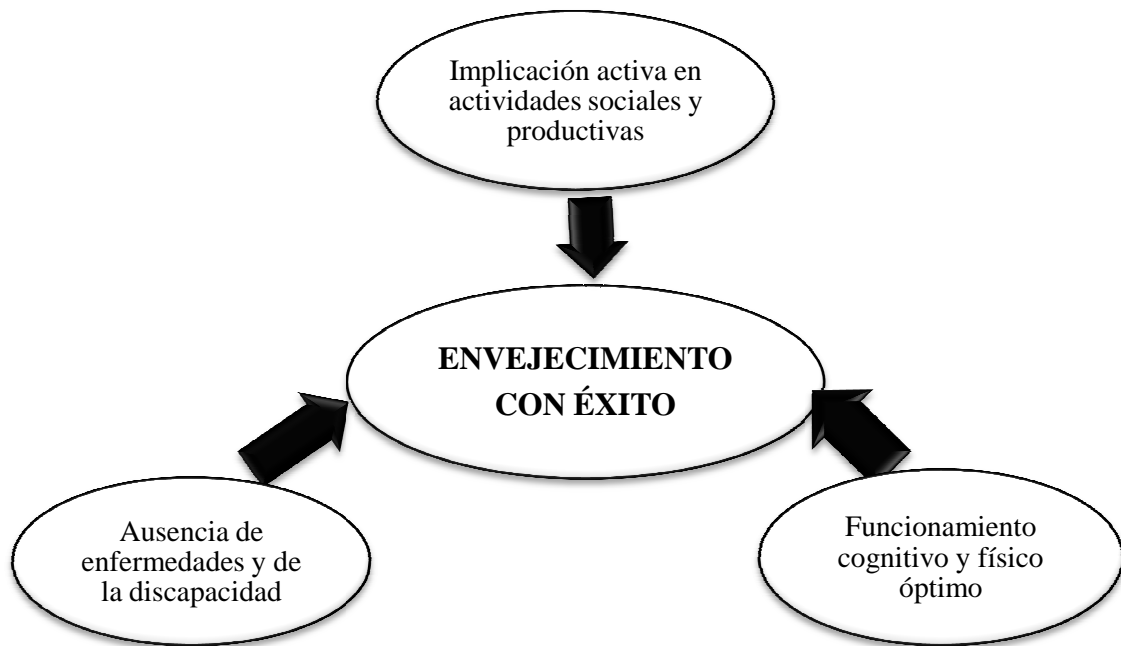 Implicación activa en
actividades sociales y
productivas
ENVEJECIMIENTO
CON ÉXITO
Ausencia de
enfermedades y de
la discapacidad
Funcionamiento
cognitivo y físico
óptimo